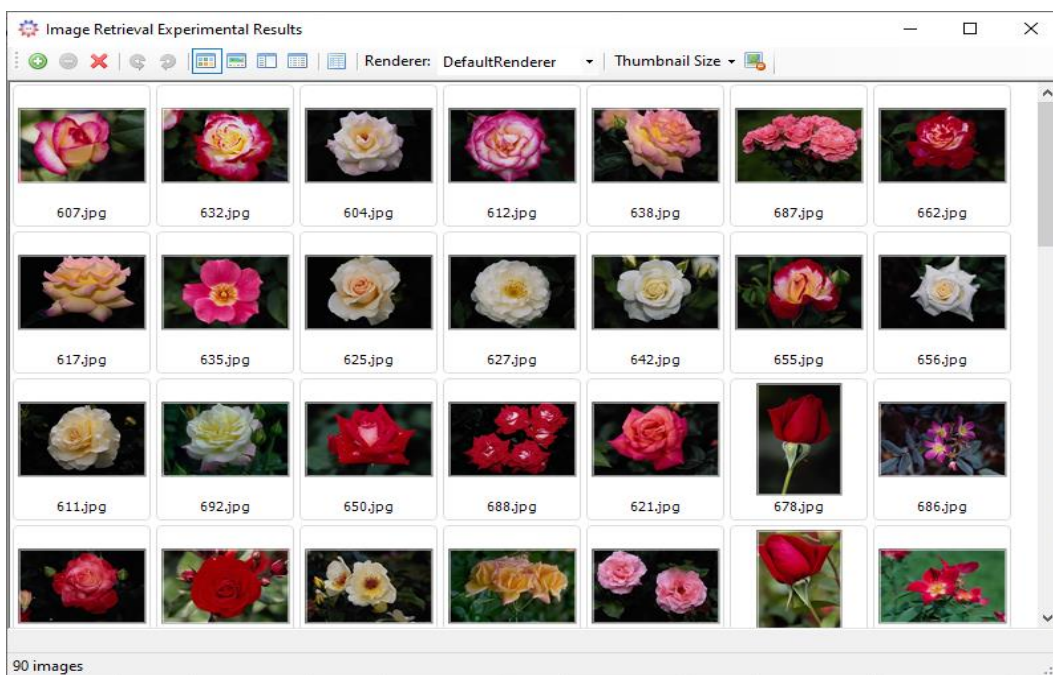 Image Retrieval Experimental Results
Renderer: DefaultRenderer Thumbnail Size
607.jpg 632.jpg 604.jpg 612.jpg 638.jpg 687.jpg 662.jpg
617.jpg 635.jpg 625.jpg 627.jpg 642.jpg 655.jpg 656.jpg
611.jpg 692.jpg 650.jpg 688.jpg 621.jpg 678.jpg 686.jpg
90 images